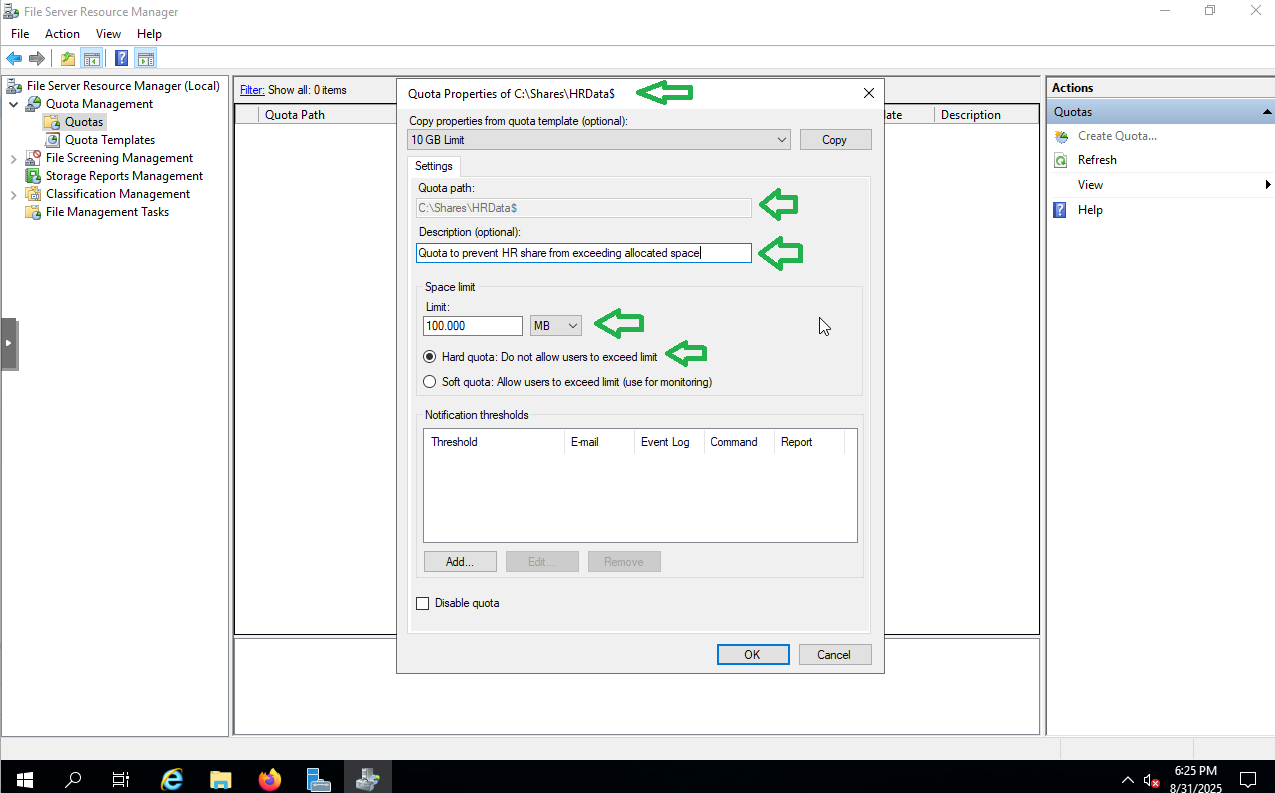 File Server Resource Manager
File Action View Help
File Server Resource Manager (Local)
Quota Management
Quotas
Quota Templates
File Screening Management
Storage Reports Management
Classification Management
File Management Tasks
Filter: Show all: 0 items
Quota Path
Description
Quota Properties of C:\Shares\HRData$
Copy properties from quota template (optional):
10 GB Limit
Copy
Settings
Quota path:
C:\Shares\HRData$
Description (optional):
Quota to prevent HR share from exceeding allocated space
Space limit
Limit:
100.000 MB
Hard quota: Do not allow users to exceed limit
Soft quota: Allow users to exceed limit (use for monitoring)
Notification thresholds
Threshold E-mail Event Log Command Report
Add... Edit... Remove
Disable quota
OK Cancel
Actions
Quotas
Create Quota...
Refresh
View
Help
6:25 PM
8/31/2025